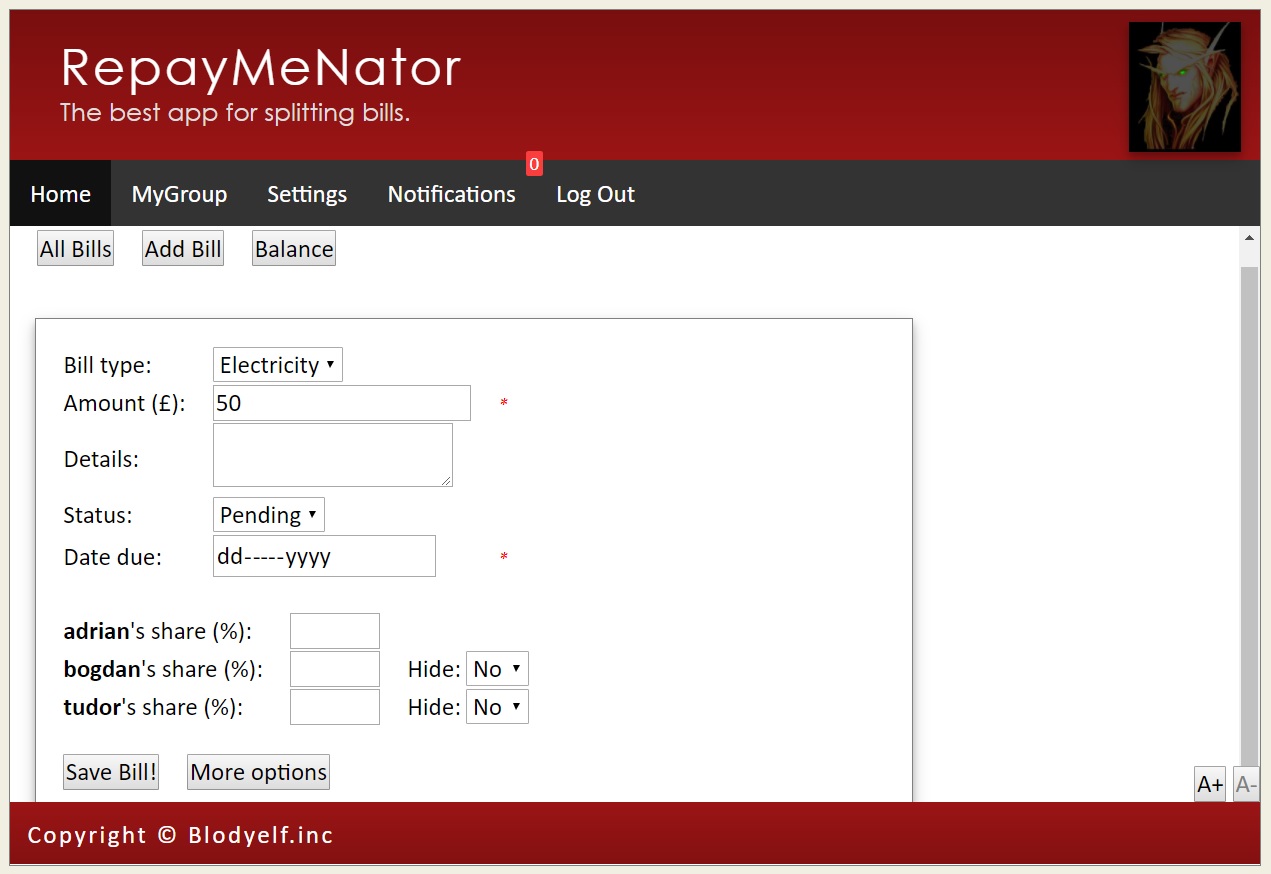 RepayMeNator
The best app for splitting bills.
0
Home MyGroup Settings Notifications Log Out
All Bills Add Bill Balance
Bill type: Electricity
Amount (£): 50 *
Details:
Status: Pending
Date due: dd-----yyyy *
adrian's share (%):
bogdan's share (%): Hide: No
tudor's share (%): Hide: No
Save Bill! More options
A+ A-
Copyright © Blodyelf.inc